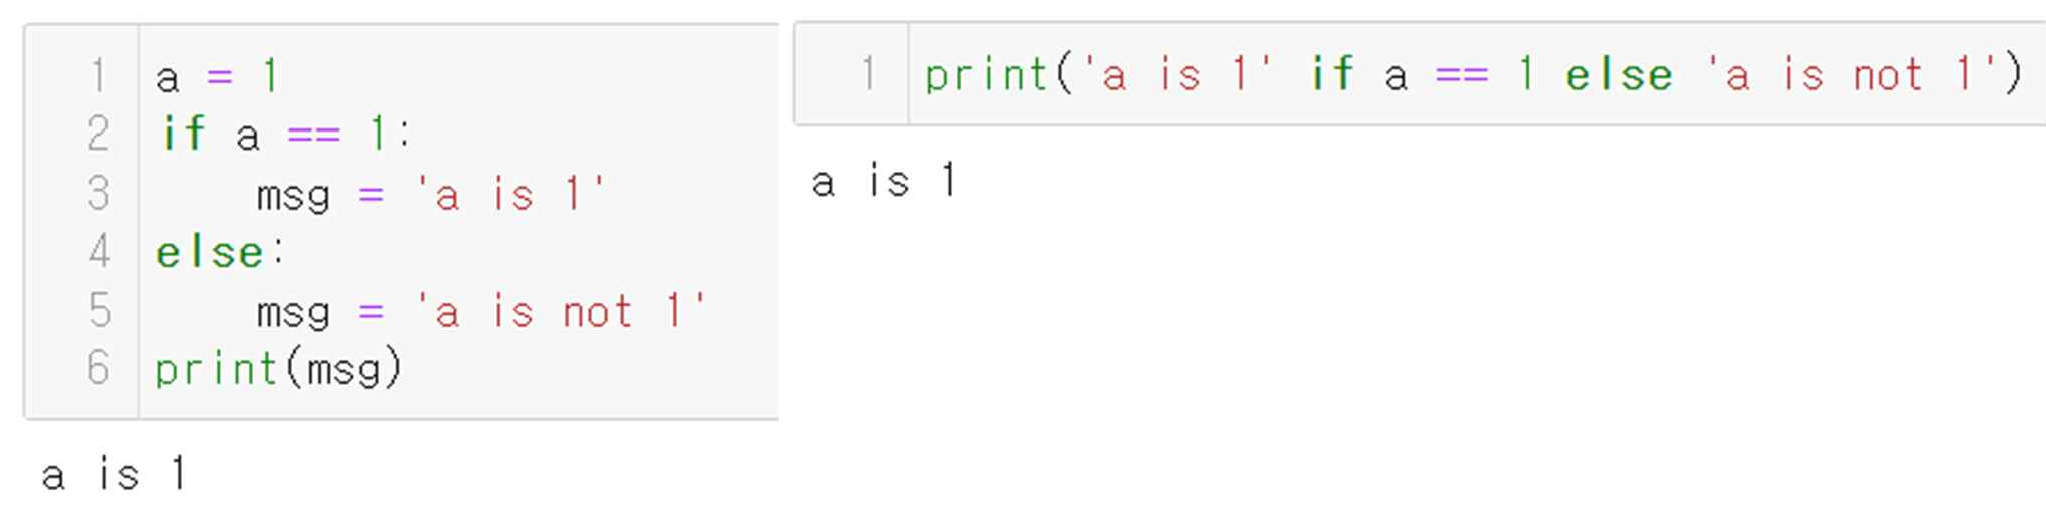 1 a = 1
2 if a == 1:
3     msg = 'a is 1'
4 else:
5     msg = 'a is not 1'
6 print(msg)
a is 1
1 print('a is 1' if a == 1 else 'a is not 1')
a is 1